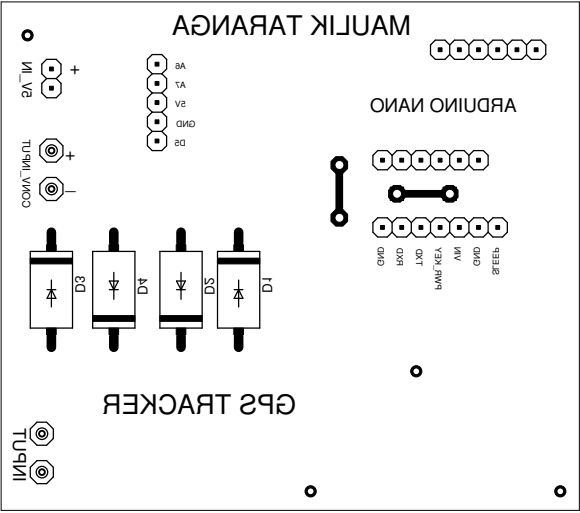 MAULIK TARANGA
5V_IN
+
A6
A7
5V
GND
D5
ARDUINO NANO
CONV_INPUT
+
–
GND
RXD
TXD
PWR_KEY
VIN
GND
SLEEP
D3
D4
D2
D1
GPS TRACKER
INPUT